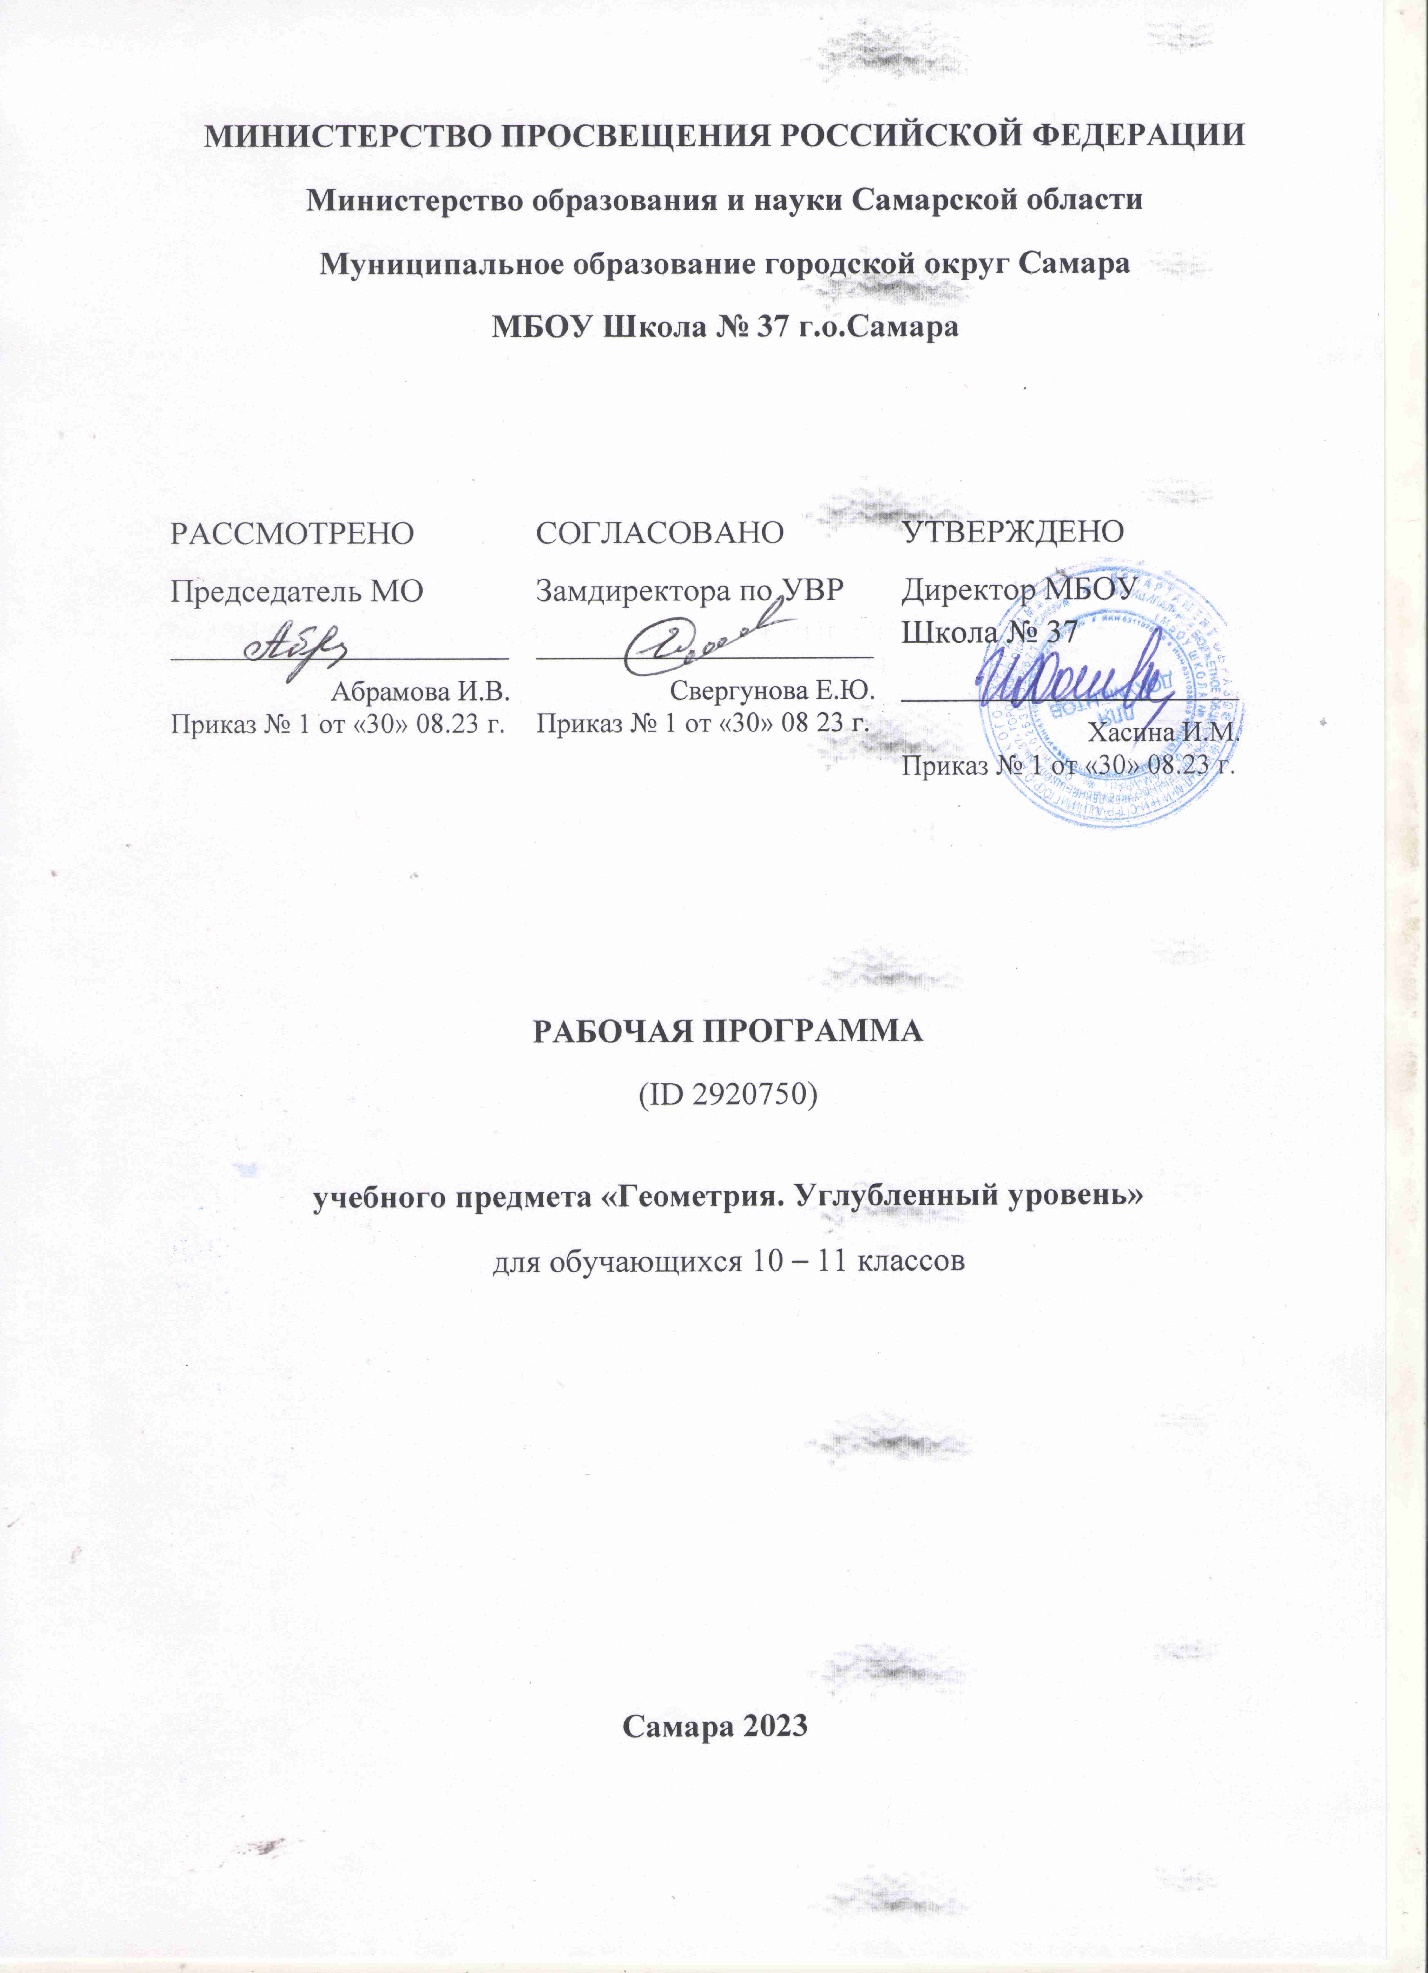 МИНИСТЕРСТВО ПРОСВЕЩЕНИЯ РОССИЙСКОЙ ФЕДЕРАЦИИ
Министерство образования и науки Самарской области
Муниципальное образование городской округ Самара
МБОУ Школа № 37 г.о.Самара
РАССМОТРЕНО
Председатель МО
Абрамова И.В.
Приказ № 1 от «30» 08.23 г.
СОГЛАСОВАНО
Замдиректора по УВР
Свергунова Е.Ю.
Приказ № 1 от «30» 08 23 г.
УТВЕРЖДЕНО
Директор МБОУ
Школа № 37
Хасина И.М.
Приказ № 1 от «30» 08.23 г.
ДЛЯ
ДОКУМЕНТОВ
РАБОЧАЯ ПРОГРАММА
(ID 2920750)
учебного предмета «Геометрия. Углубленный уровень»
для обучающихся 10 – 11 классов
Самара 2023